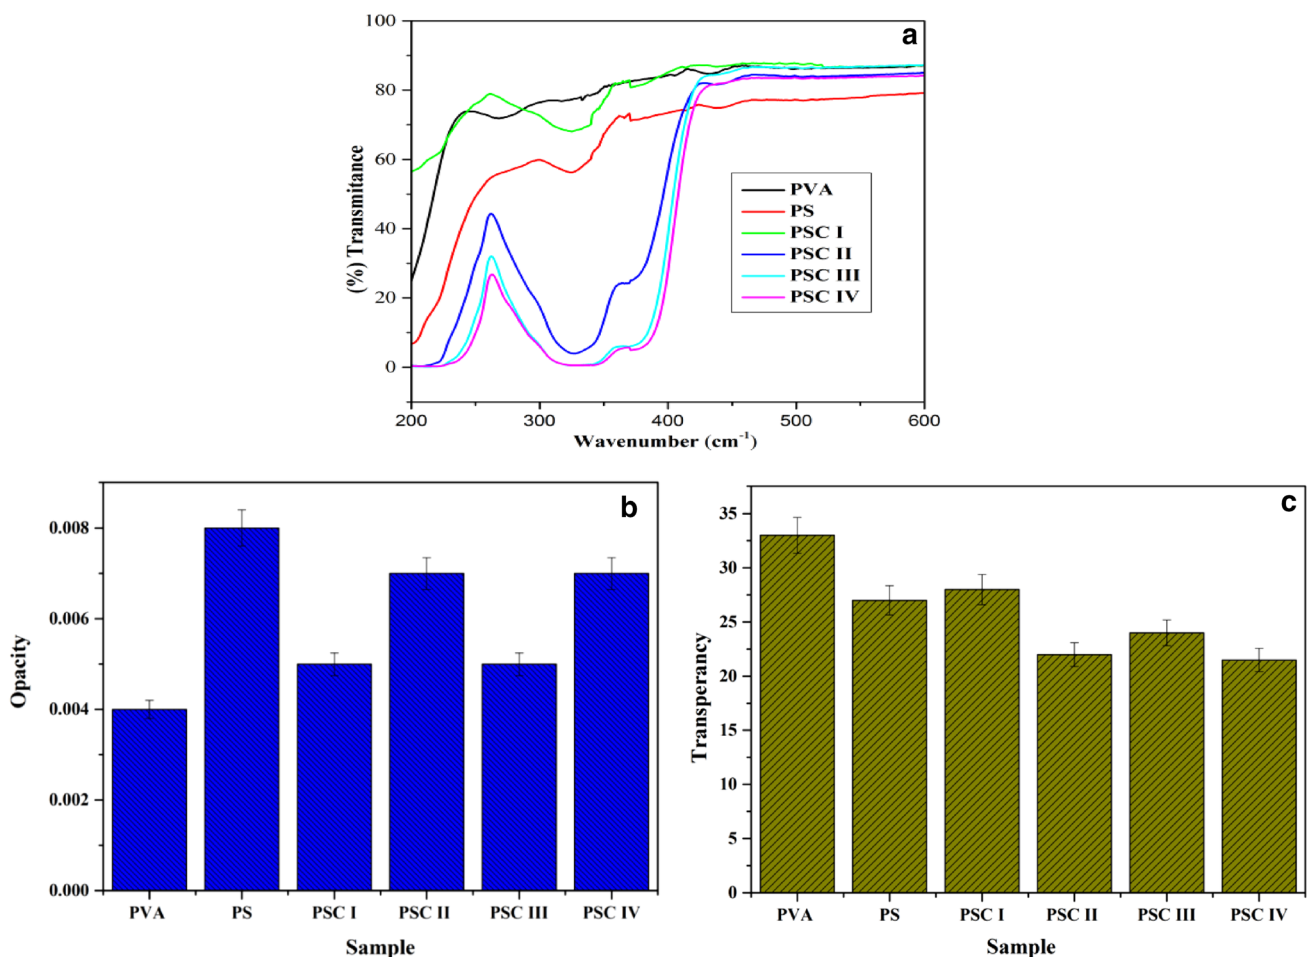 a
100
80
60
40
20
0
(%) Transmitance
PVA
PS
PSC I
PSC II
PSC III
PSC IV
200 300 400 500 600
Wavenumber (cm⁻¹)
b
0.008
0.006
0.004
0.002
0.000
Opacity
PVA PS PSC I PSC II PSC III PSC IV
Sample
c
35
30
25
20
15
10
5
0
Transperancy
PVA PS PSC I PSC II PSC III PSC IV
Sample